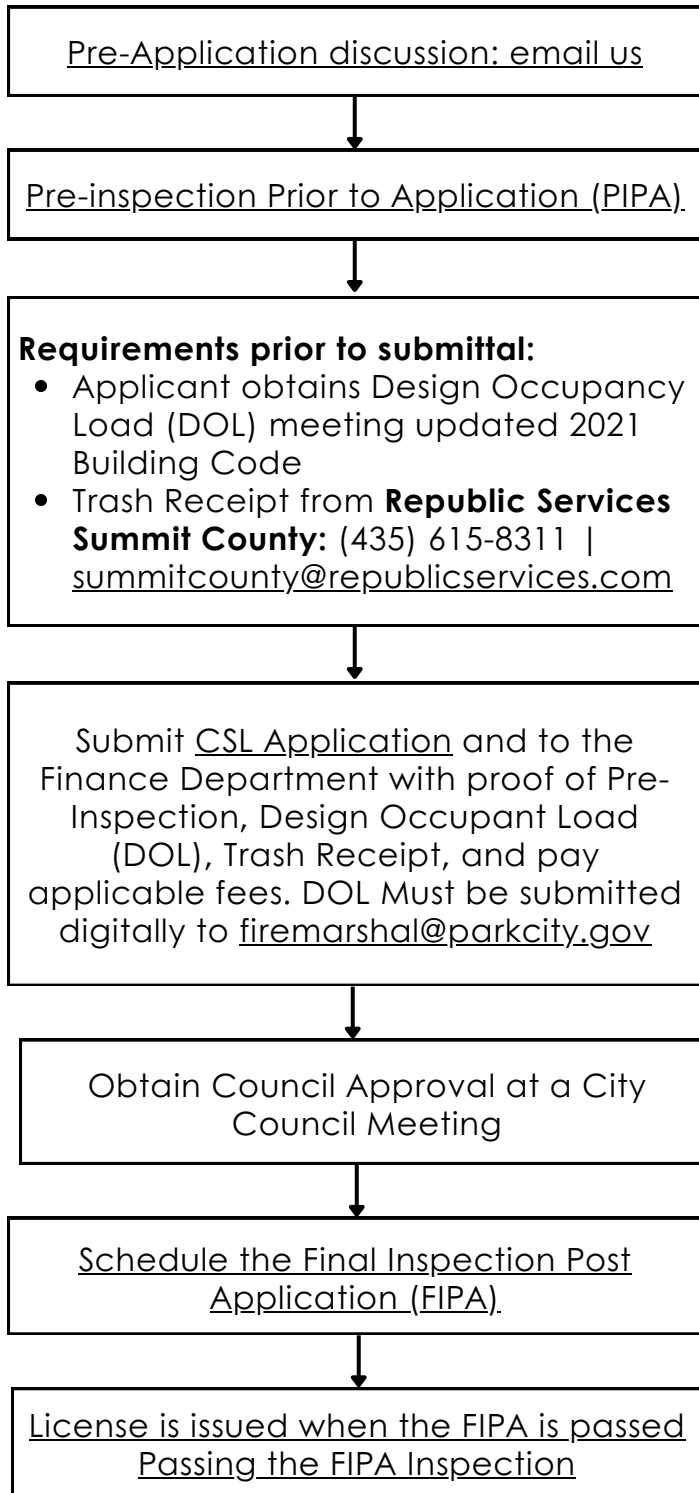 Pre-Application discussion: email us
Pre-inspection Prior to Application (PIPA)
Requirements prior to submittal:
• Applicant obtains Design Occupancy
Load (DOL) meeting updated 2021
Building Code
• Trash Receipt from Republic Services
Summit County: (435) 615-8311 |
summitcounty@republicservices.com
Submit CSL Application and to the
Finance Department with proof of Pre-
Inspection, Design Occupant Load
(DOL), Trash Receipt, and pay
applicable fees. DOL Must be submitted
digitally to firemarshal@parkcity.gov
Obtain Council Approval at a City
Council Meeting
Schedule the Final Inspection Post
Application (FIPA)
License is issued when the FIPA is passed
Passing the FIPA Inspection